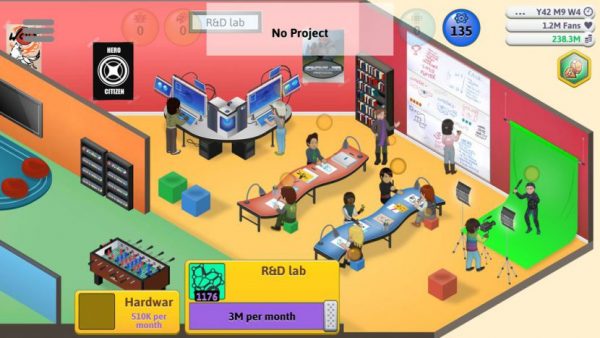 R&D lab
No Project
0
0
135
... Y42 M9 W4
1.2M Fans
238.3M
HERO
CITIZEN
R&D lab
1176
3M per month
Hardwar
510K per
month